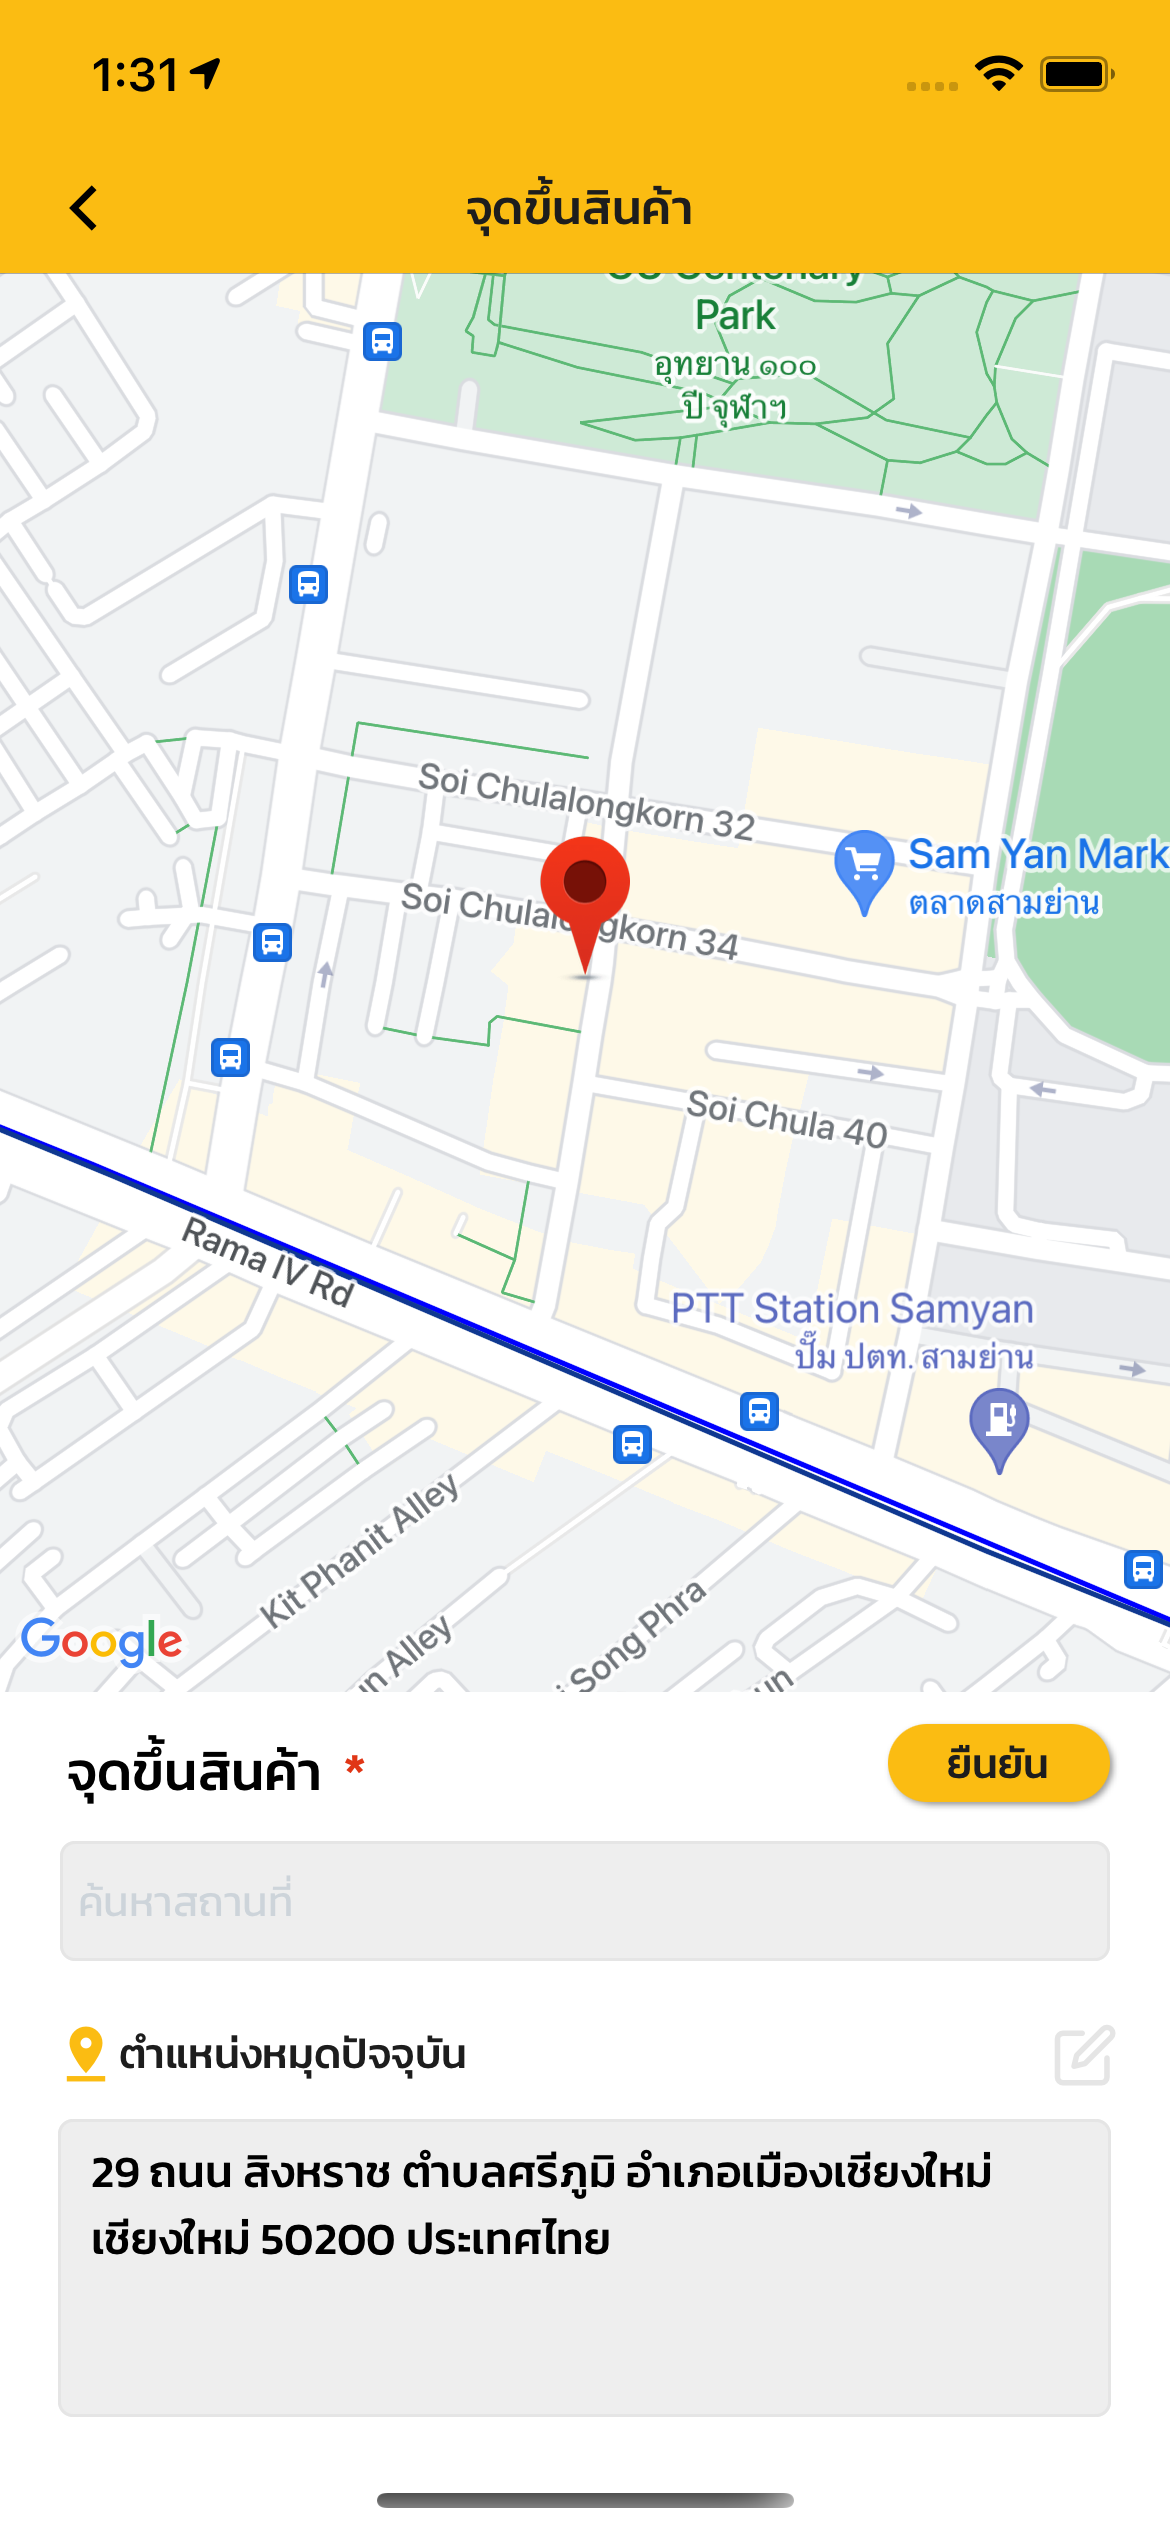 1:31
จุดขึ้นสินค้า
CU Centenary
Park
อุทยาน ๑๐๐
ปี จุฬาฯ
Soi Chulalongkorn 32
Sam Yan Mark
ตลาดสามย่าน
Soi Chulalongkorn 34
Soi Chula 40
Rama IV Rd
PTT Station Samyan
ปั๊ม ปตท. สามย่าน
Kit Phanit Alley
un Alley
i Song Phra
un
Google
จุดขึ้นสินค้า *
ยืนยัน
ค้นหาสถานที่
ตำแหน่งหมุดปัจจุบัน
29 ถนน สิงหราช ตำบลศรีภูมิ อำเภอเมืองเชียงใหม่
เชียงใหม่ 50200 ประเทศไทย